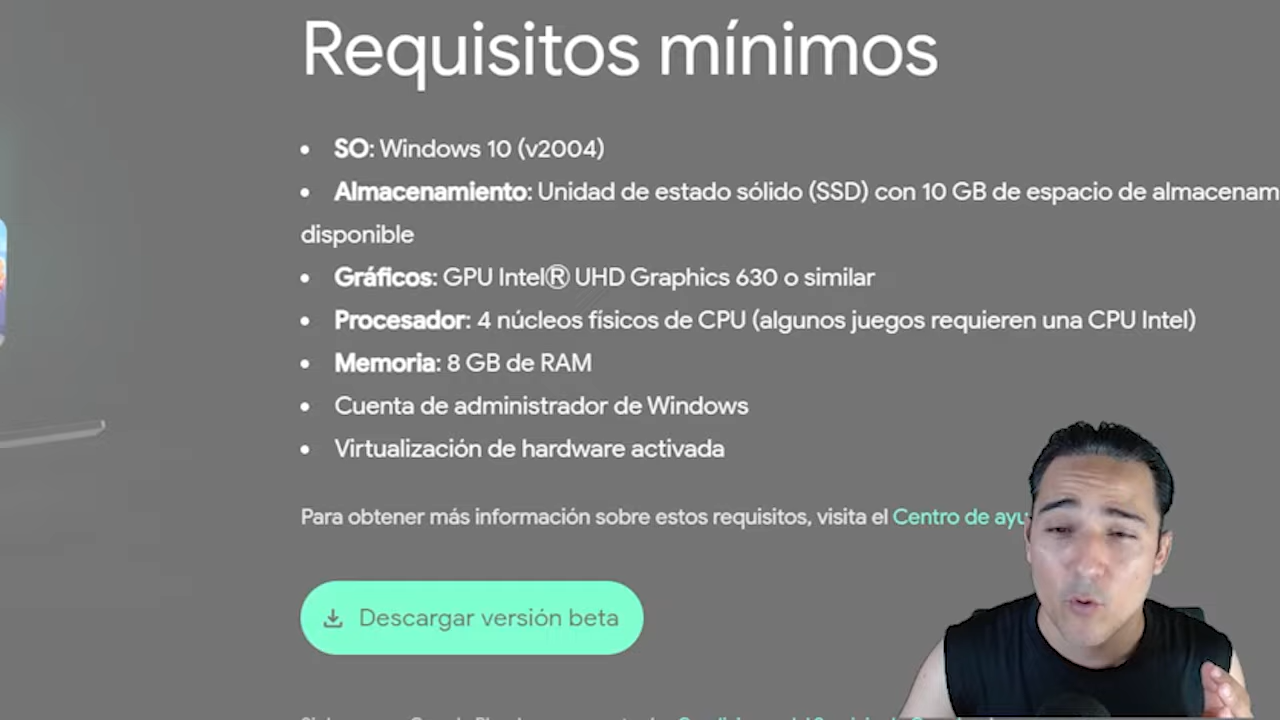 Requisitos mínimos
• SO: Windows 10 (v2004)
• Almacenamiento: Unidad de estado sólido (SSD) con 10 GB de espacio de
disponible
• Gráficos: GPU Intel® UHD Graphics 630 o similar
• Procesador: 4 núcleos físicos de CPU (algunos juegos requieren una CPU Intel)
• Memoria: 8 GB de RAM
• Cuenta de administrador de Windows
• Virtualización de hardware activada
Para obtener más información sobre estos requisitos, visita el Centro de
Descargar versión beta